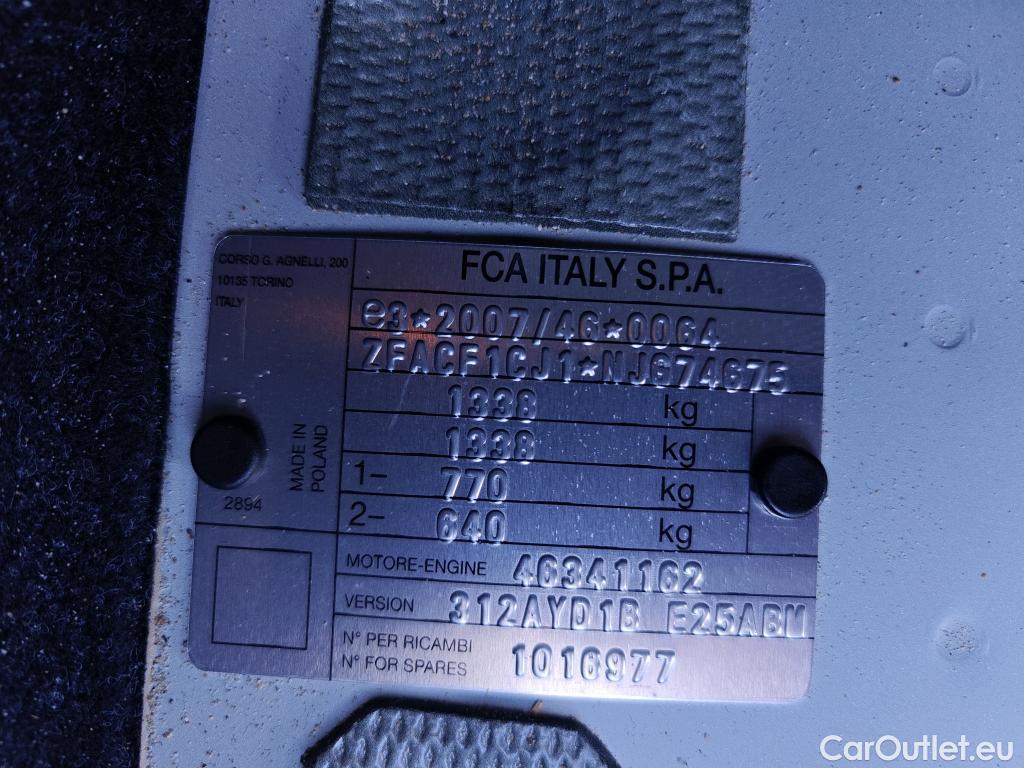 CORSO G. AGNELLI, 200
10135 TORINO
ITALY
FCA ITALY S.P.A.
e3*2007/46*0064
ZFACF1CJ1*NJG74675
1338 kg
1338 kg
1- 770 kg
2- 640 kg
MADE IN
POLAND
2894
MOTORE-ENGINE 46341162
VERSION 312AYD1B E25ABM
N° PER RICAMBI
N° FOR SPARES 1016977
CarOutlet.eu